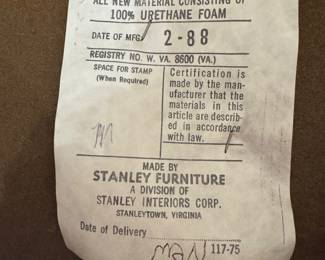 ALL NEW MATERIAL CONSISTING OF
100% URETHANE FOAM
DATE OF MFG. 2-88
REGISTRY NO. W. VA. 8600 (VA.)
SPACE FOR STAMP
(When Required)
Certification is
made by the man-
ufacturer that the
materials in this
article are describ-
ed in accordance
with law.
MADE BY
STANLEY FURNITURE
A DIVISION OF
STANLEY INTERIORS CORP.
STANLEYTOWN, VIRGINIA
Date of Delivery
117-75